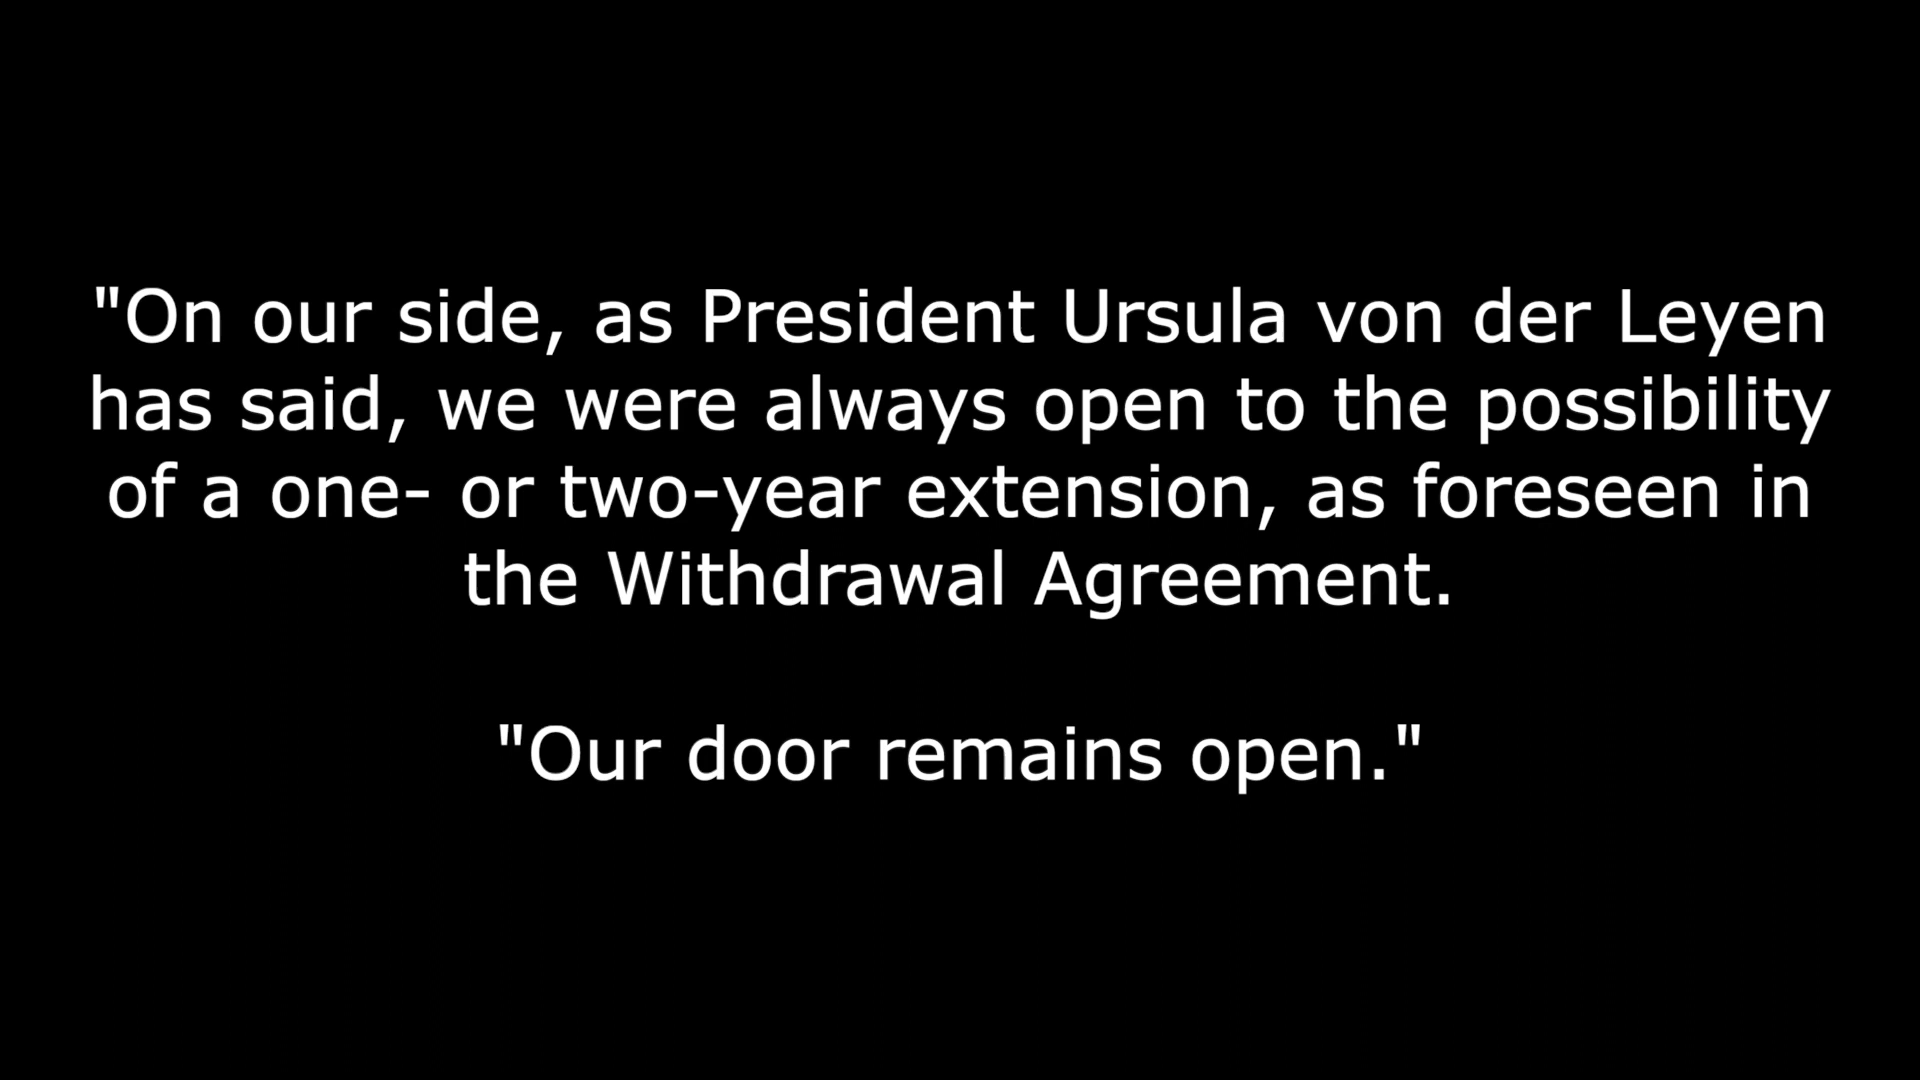 "On our side, as President Ursula von der Leyen
has said, we were always open to the possibility
of a one- or two-year extension, as foreseen in
the Withdrawal Agreement.
"Our door remains open."